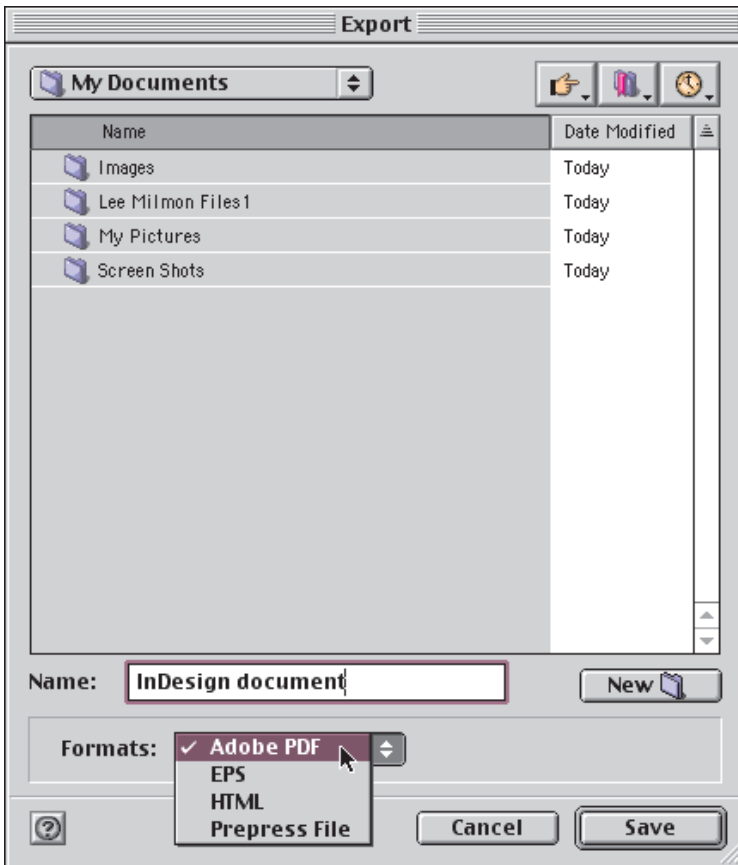 Export
My Documents
Name Date Modified
Images Today
Lee Milmon Files1 Today
My Pictures Today
Screen Shots Today
Name: InDesign document New
Formats: ✓ Adobe PDF
EPS
HTML
Prepress File
? Cancel Save